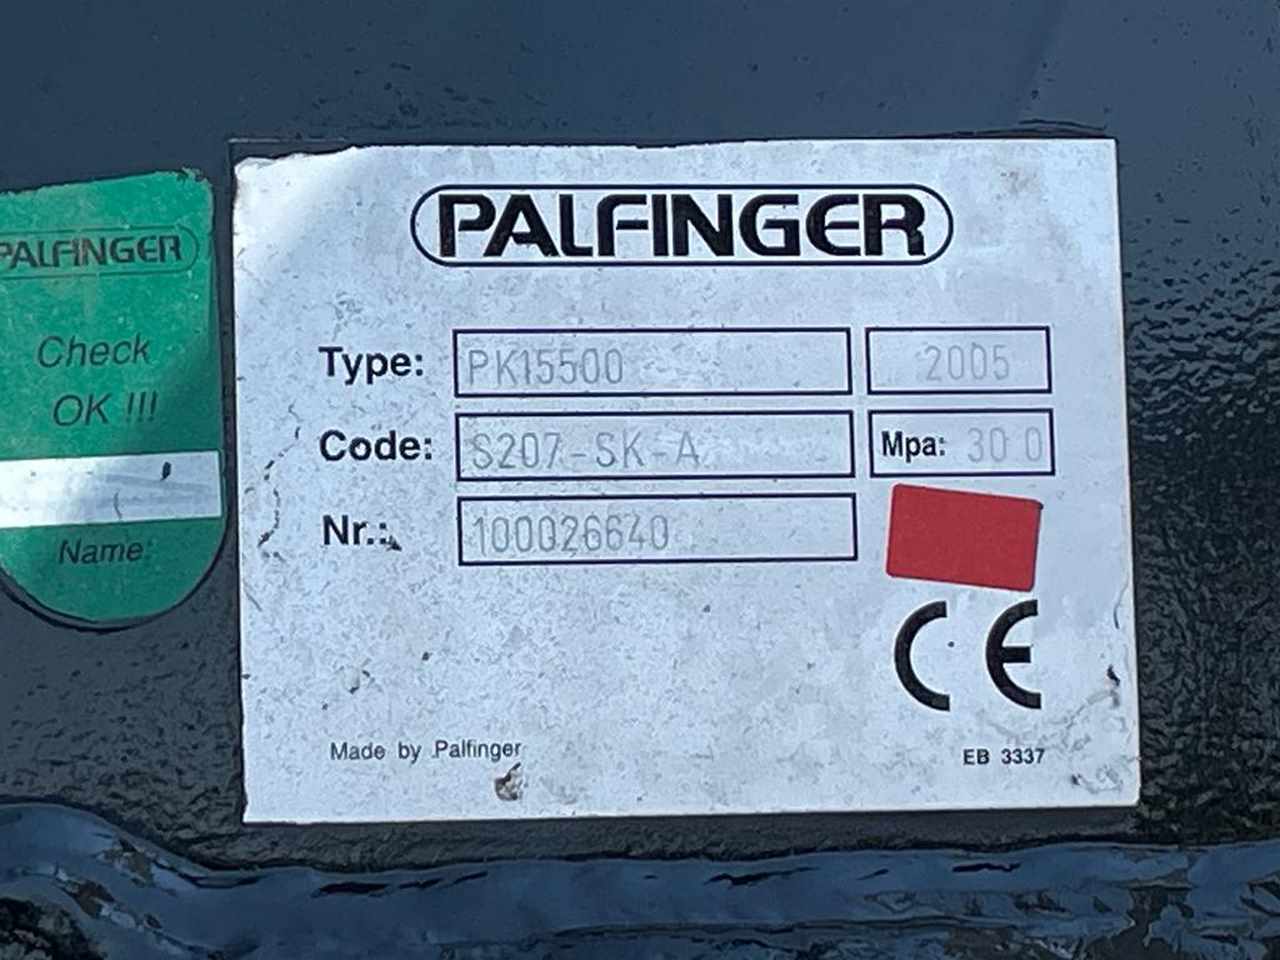 PALFINGER
Check
OK !!!
Name:
PALFINGER
Type: PK15500 2005
Code: S207-SK-A Mpa: 30 0
Nr.: 100026640
CE
Made by Palfinger EB 3337